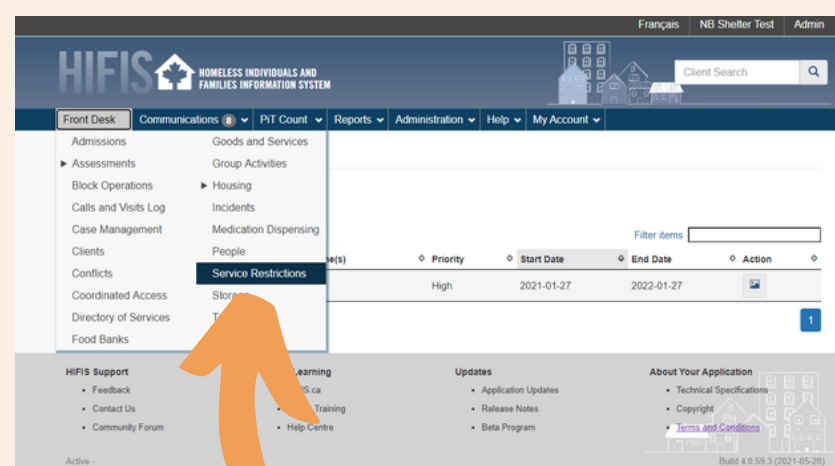 Français NB Shelter Test Admin
HIFIS HOMELESS INDIVIDUALS AND
FAMILIES INFORMATION SYSTEM
Client Search
Front Desk Communications 8 PiT Count Reports Administration Help My Account
Admissions Goods and Services
Assessments Group Activities
Block Operations Housing
Calls and Visits Log Incidents
Case Management Medication Dispensing
Filter items
Clients People
Priority Start Date End Date Action
Conflicts Service Restrictions
High 2021-01-27 2022-01-27
Coordinated Access
Directory of Services
1
Food Banks
HIFIS Support Learning Updates About Your Application
• Feedback • Application Updates • Technical Specifications
• Contact Us Training • Release Notes • Copyright
• Community Forum • Help Centre • Beta Program • Terms and Conditions
Active - Build 4.0.59.3 (2021-05-28)